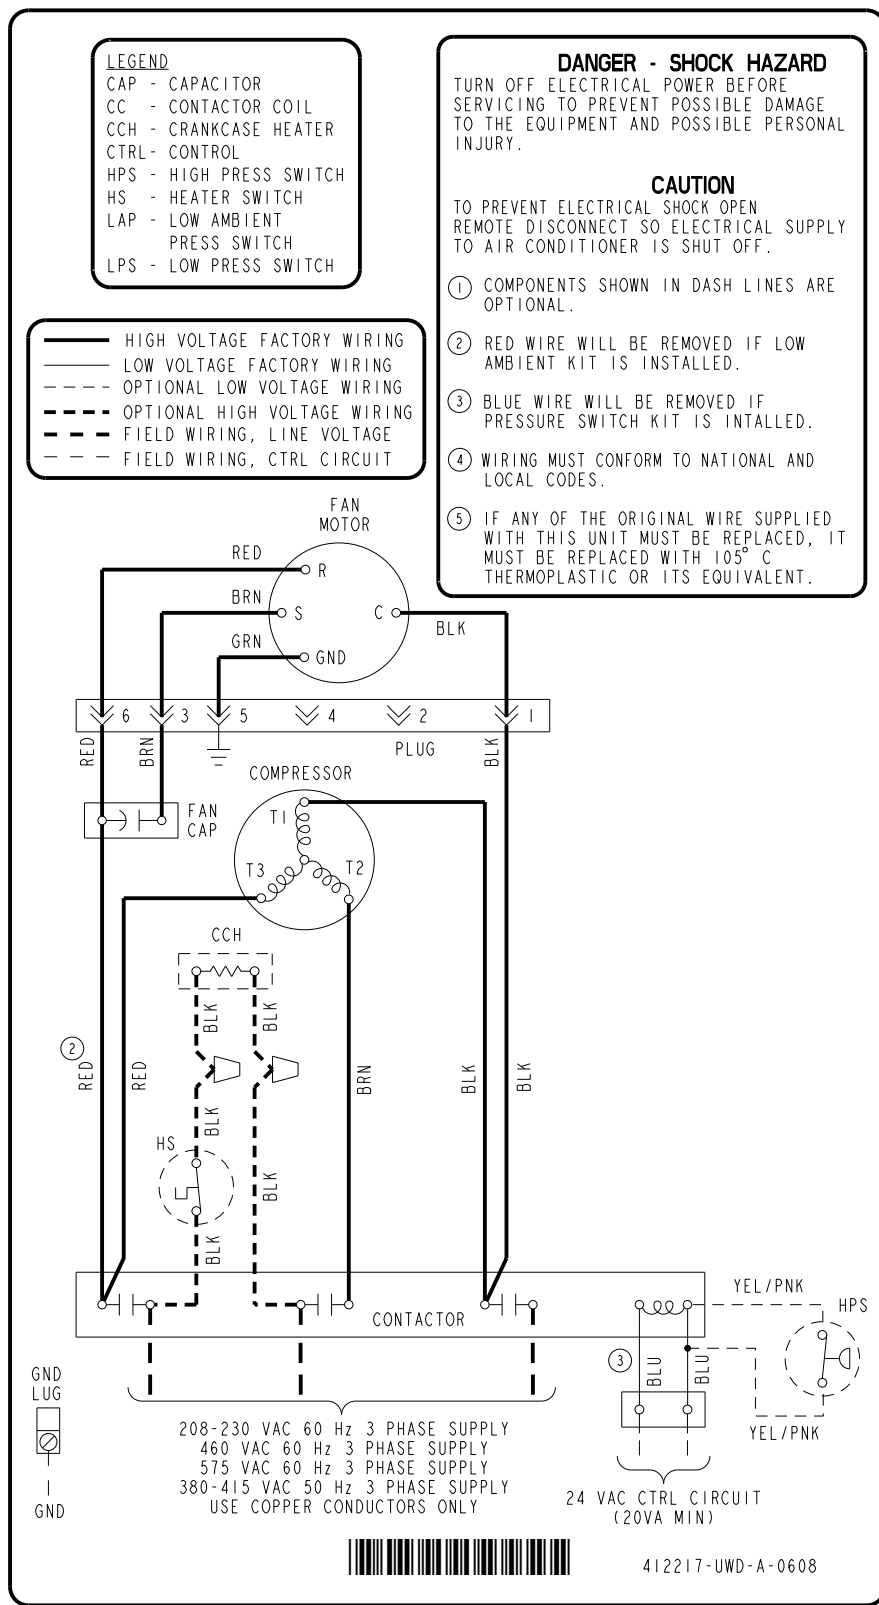 LEGEND
CAP - CAPACITOR
CC - CONTACTOR COIL
CCH - CRANKCASE HEATER
CTRL- CONTROL
HPS - HIGH PRESS SWITCH
HS - HEATER SWITCH
LAP - LOW AMBIENT
PRESS SWITCH
LPS - LOW PRESS SWITCH
DANGER - SHOCK HAZARD
TURN OFF ELECTRICAL POWER BEFORE
SERVICING TO PREVENT POSSIBLE DAMAGE
TO THE EQUIPMENT AND POSSIBLE PERSONAL
INJURY.
CAUTION
TO PREVENT ELECTRICAL SHOCK OPEN
REMOTE DISCONNECT SO ELECTRICAL SUPPLY
TO AIR CONDITIONER IS SHUT OFF.
1 COMPONENTS SHOWN IN DASH LINES ARE
OPTIONAL.
2 RED WIRE WILL BE REMOVED IF LOW
AMBIENT KIT IS INSTALLED.
3 BLUE WIRE WILL BE REMOVED IF
PRESSURE SWITCH KIT IS INTALLED.
4 WIRING MUST CONFORM TO NATIONAL AND
LOCAL CODES.
5 IF ANY OF THE ORIGINAL WIRE SUPPLIED
WITH THIS UNIT MUST BE REPLACED, IT
MUST BE REPLACED WITH 105° C
THERMOPLASTIC OR ITS EQUIVALENT.
HIGH VOLTAGE FACTORY WIRING
LOW VOLTAGE FACTORY WIRING
OPTIONAL LOW VOLTAGE WIRING
OPTIONAL HIGH VOLTAGE WIRING
FIELD WIRING, LINE VOLTAGE
FIELD WIRING, CTRL CIRCUIT
FAN
MOTOR
RED
R
BRN
S
C
BLK
GRN
GND
6 3 5 4 2 1
RED
BRN
PLUG
BLK
COMPRESSOR
FAN
CAP
T1
T3
T2
CCH
BLK
BLK
2
RED
RED
BRN
BLK
BLK
BLK
HS
BLK
BLK
CONTACTOR
YEL/PNK
HPS
3
BLU
BLU
YEL/PNK
GND
LUG
GND
208-230 VAC 60 Hz 3 PHASE SUPPLY
460 VAC 60 Hz 3 PHASE SUPPLY
575 VAC 60 Hz 3 PHASE SUPPLY
380-415 VAC 50 Hz 3 PHASE SUPPLY
USE COPPER CONDUCTORS ONLY
24 VAC CTRL CIRCUIT
(20VA MIN)
412217-UWD-A-0608